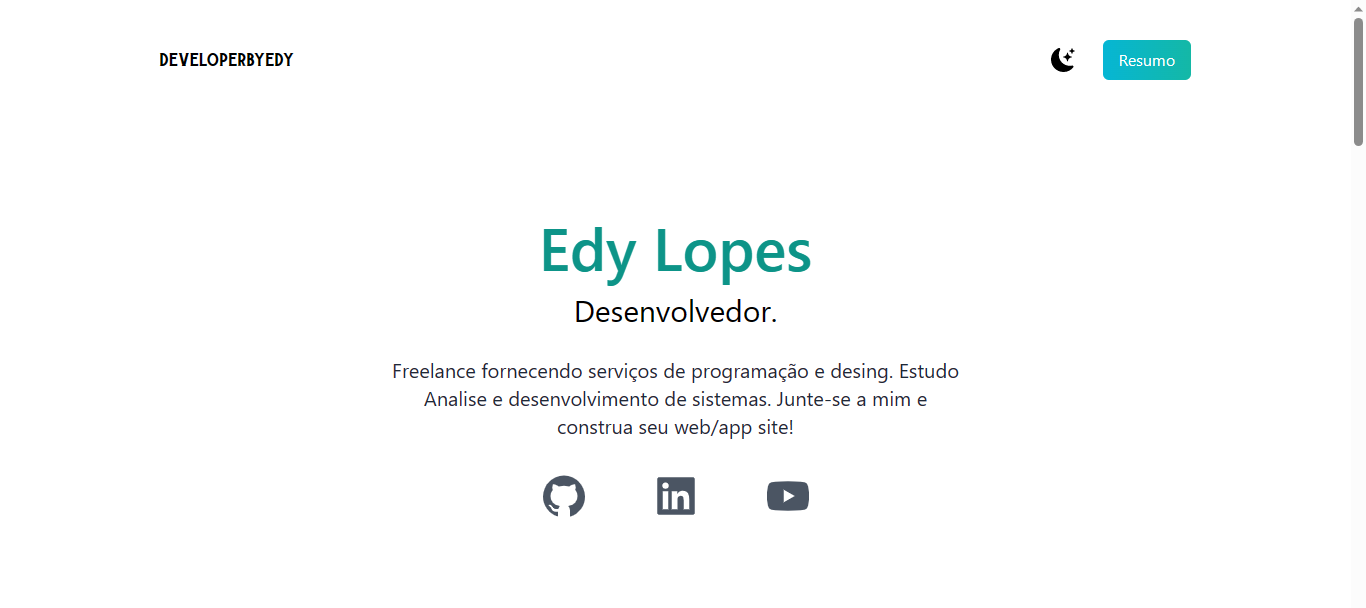 DEVELOPERBYEDY
Resumo
Edy Lopes
Desenvolvedor.
Freelance fornecendo serviços de programação e desing. Estudo
Analise e desenvolvimento de sistemas. Junte-se a mim e
construa seu web/app site!
in